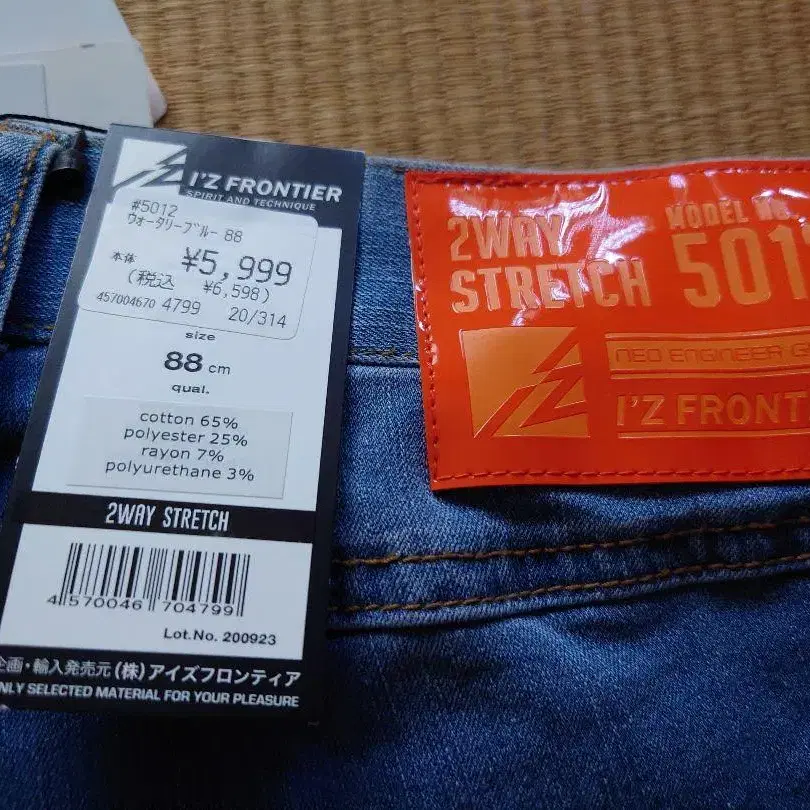 I'Z FRONTIER
SPIRIT AND TECHNIQUE
#5012
ウォータリーブルー 88
本体 ¥5,999
(税込 ¥6,598)
457004670 4799 20/314
size
88 cm
qual.
cotton 65%
polyester 25%
rayon 7%
polyurethane 3%
2WAY STRETCH
4 570046 704799
Lot.No. 200923
企画・輸入発売元 (株)アイズフロンティア
ONLY SELECTED MATERIAL FOR YOUR PLEASURE
2WAY
STRETCH
MODEL No.
501
NEO ENGINEER
I'Z FRONT